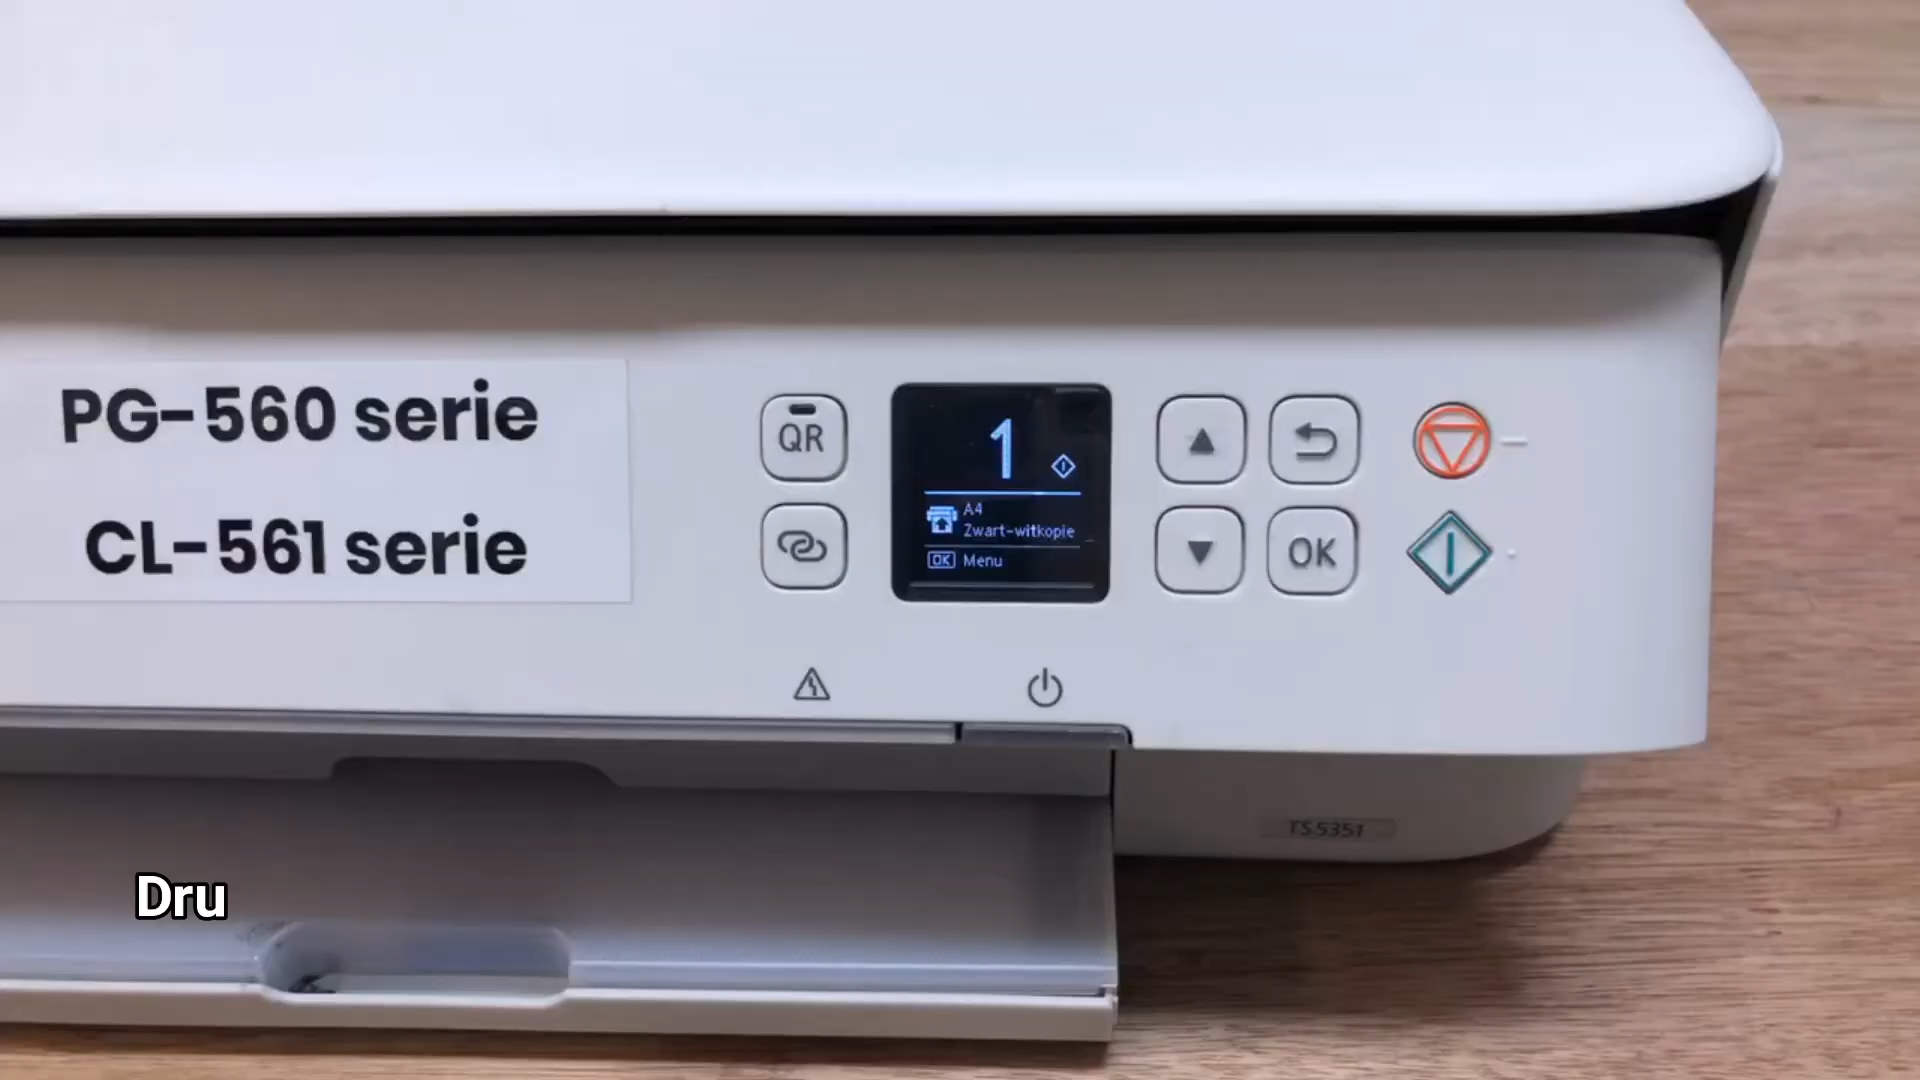 PG-560 serie
CL-561 serie
QR
1
A4
Zwart-witkopie
OK Menu
OK
TS5351
Dru